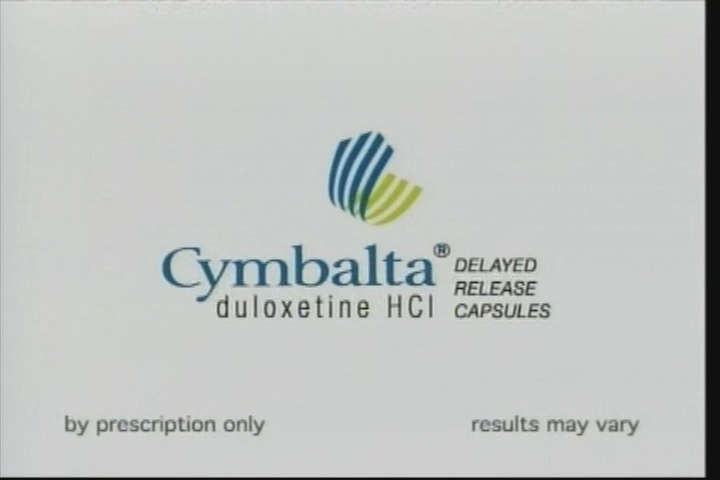 Cymbalta®
duloxetine HCl
DELAYED
RELEASE
CAPSULES
by prescription only
results may vary